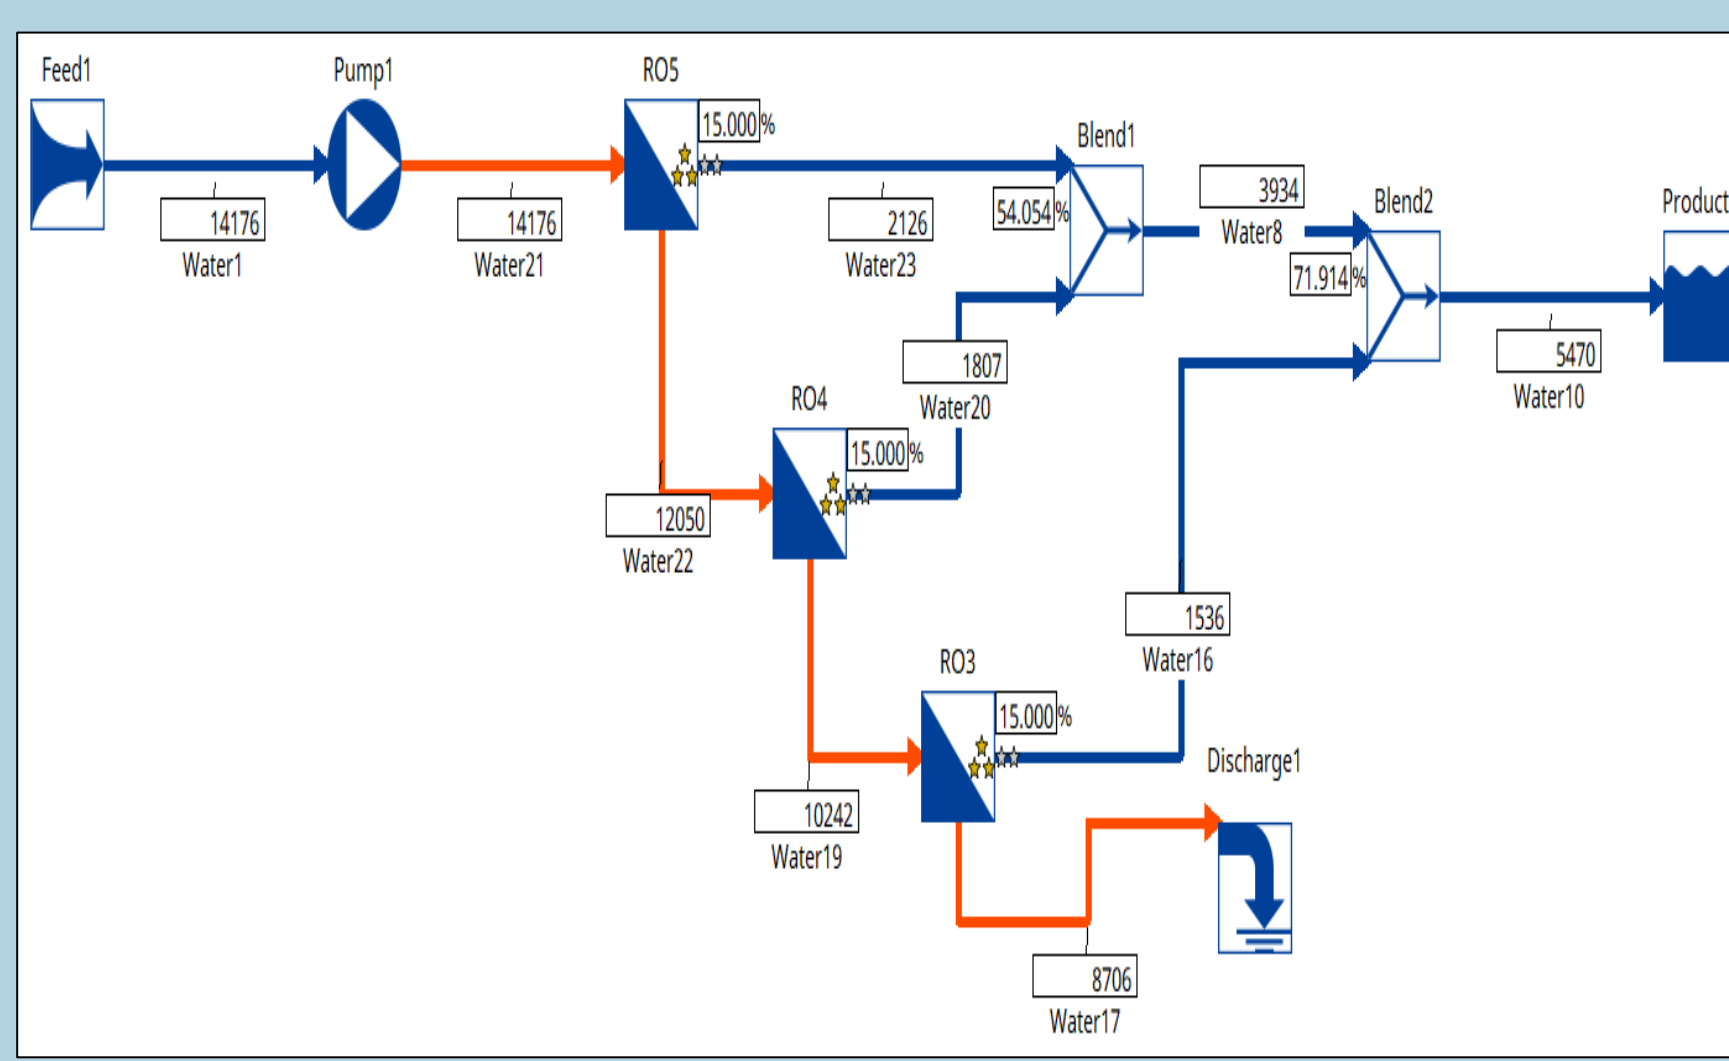 Feed1
Pump1
RO5
15.000%
Blend1
14176
Water1
14176
Water21
2126
Water23
54.054%
3934
Water8
Blend2
71.914%
Product
5470
Water10
1807
Water20
RO4
15.000%
12050
Water22
1536
Water16
RO3
15.000%
Discharge1
10242
Water19
8706
Water17